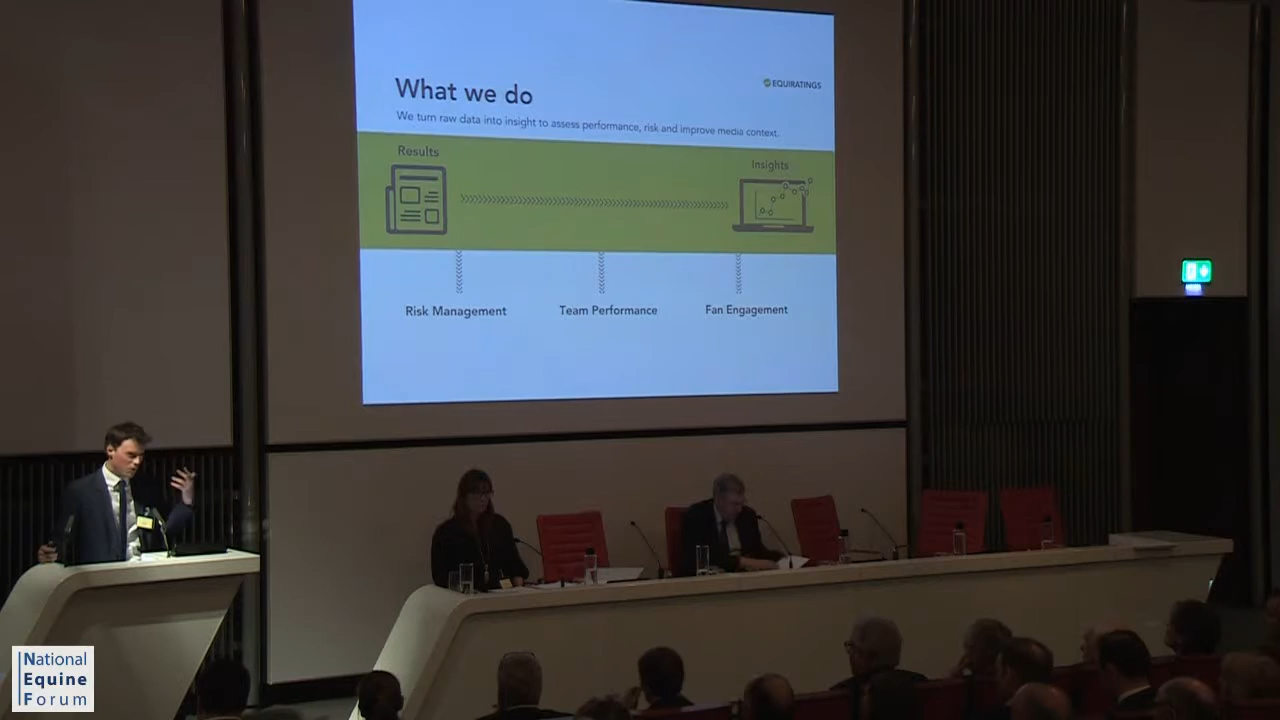 What we do
EQUIRATINGS
We turn raw data into insight to assess performance, risk and improve media context.
Results
Insights
Risk Management
Team Performance
Fan Engagement
National
Equine
Forum